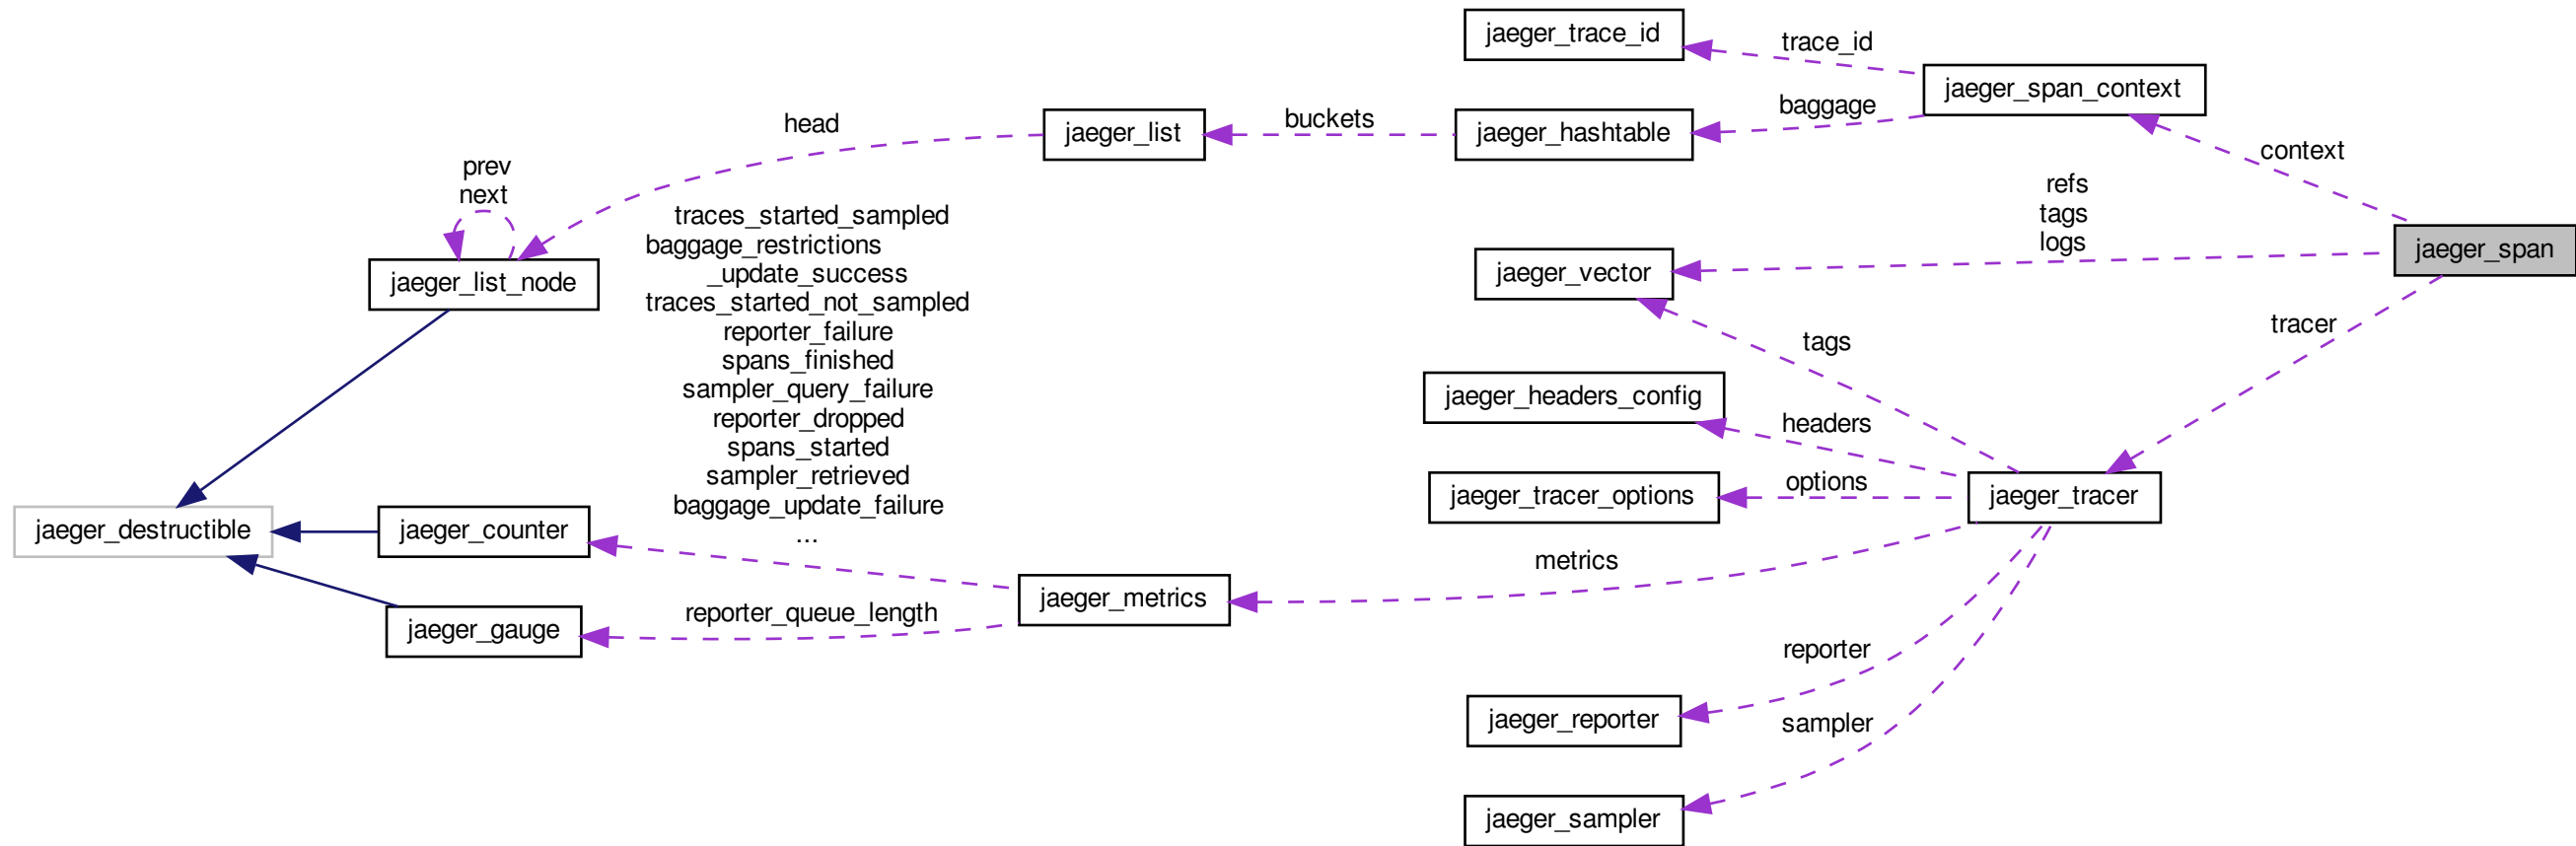 jaeger_trace_id
trace_id
jaeger_span_context
baggage
jaeger_hashtable
buckets
jaeger_list
head
context
prev
next
refs
tags
logs
jaeger_span
jaeger_vector
jaeger_list_node
traces_started_sampled
baggage_restrictions
_update_success
traces_started_not_sampled
reporter_failure
spans_finished
sampler_query_failure
reporter_dropped
spans_started
sampler_retrieved
baggage_update_failure
...
tracer
tags
jaeger_headers_config
headers
jaeger_tracer_options
options
jaeger_tracer
jaeger_destructible
jaeger_counter
metrics
jaeger_metrics
reporter_queue_length
jaeger_gauge
reporter
jaeger_reporter
sampler
jaeger_sampler